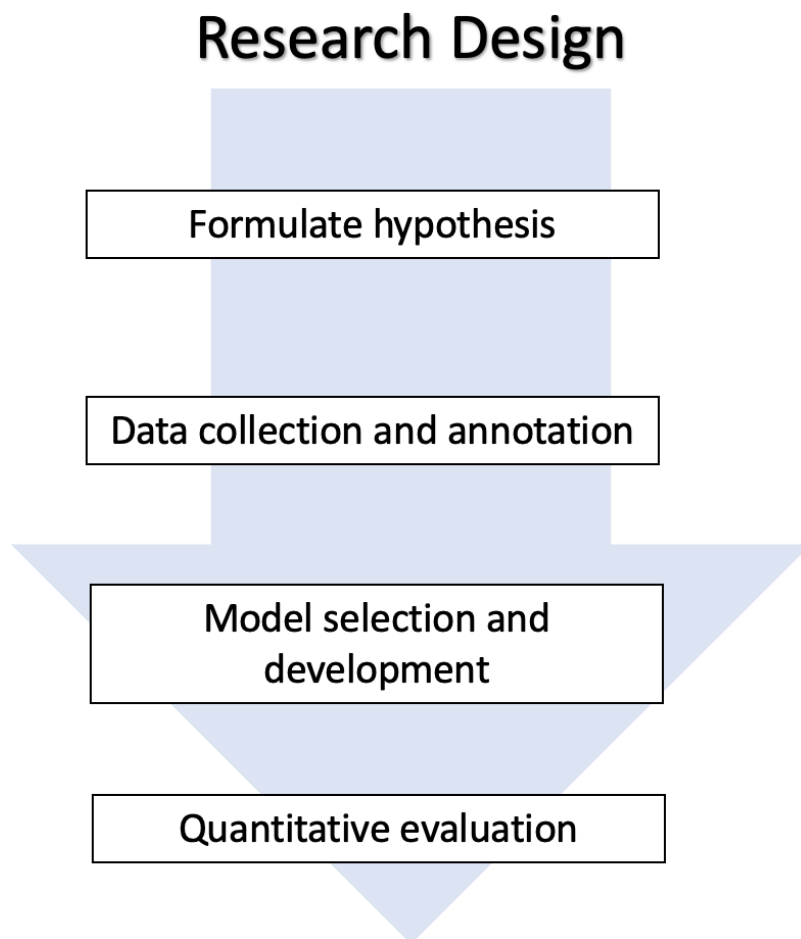 Research Design
Formulate hypothesis
Data collection and annotation
Model selection and
development
Quantitative evaluation